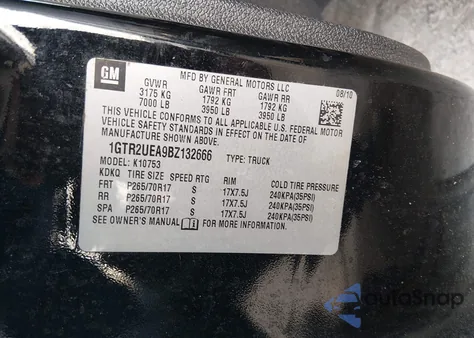 GM
MFD BY GENERAL MOTORS LLC
08/10
GVWR GAWR FRT GAWR RR
3175 KG 1792 KG 1792 KG
7000 LB 3950 LB 3950 LB
THIS VEHICLE CONFORMS TO ALL APPLICABLE U.S. FEDERAL MOTOR
VEHICLE SAFETY STANDARDS IN EFFECT ON THE DATE OF
MANUFACTURE SHOWN ABOVE.
1GTR2UEA9BZ132666 TYPE: TRUCK
MODEL: K10753
KDKQ TIRE SIZE SPEED RTG RIM COLD TIRE PRESSURE
FRT P265/70R17 S 17X7.5J 240KPA(35PSI)
RR P265/70R17 S 17X7.5J 240KPA(35PSI)
SPA P265/70R17 S 17X7.5J 240KPA(35PSI)
SEE OWNER'S MANUAL FOR MORE INFORMATION.
autoSnap